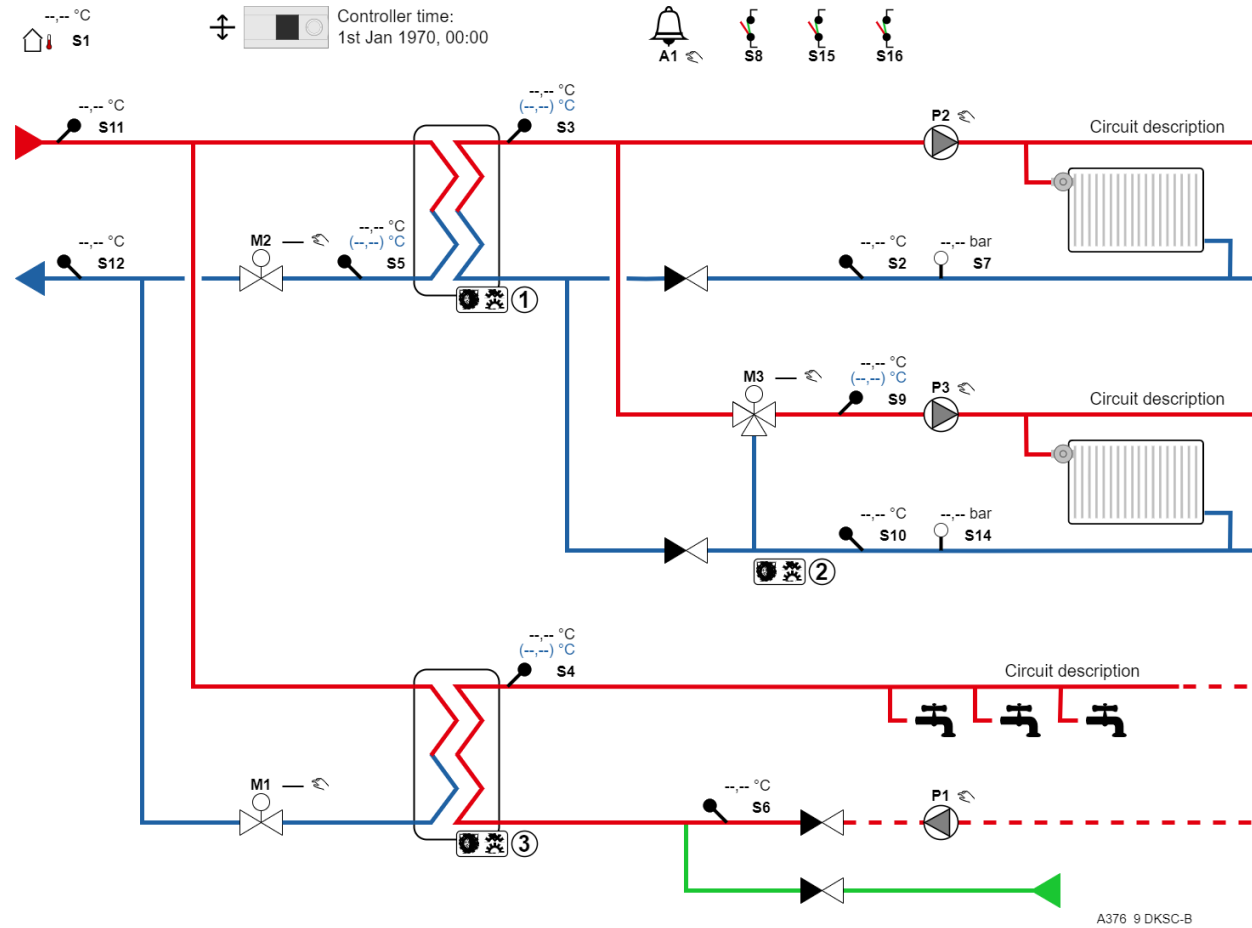 --,-- °C
S1
Controller time:
1st Jan 1970, 00:00
A1
S8
S15
S16
--,-- °C
S11
--,-- °C
(--,--) °C
S3
P2
Circuit description
--,-- °C
S12
M2
--,-- °C
(--,--) °C
S5
--,-- °C
S2
--,-- bar
S7
1
M3
--,-- °C
(--,--) °C
S9
P3
Circuit description
--,-- °C
S10
--,-- bar
S14
2
--,-- °C
(--,--) °C
S4
Circuit description
M1
--,-- °C
S6
P1
3
A376 9 DKSC-B